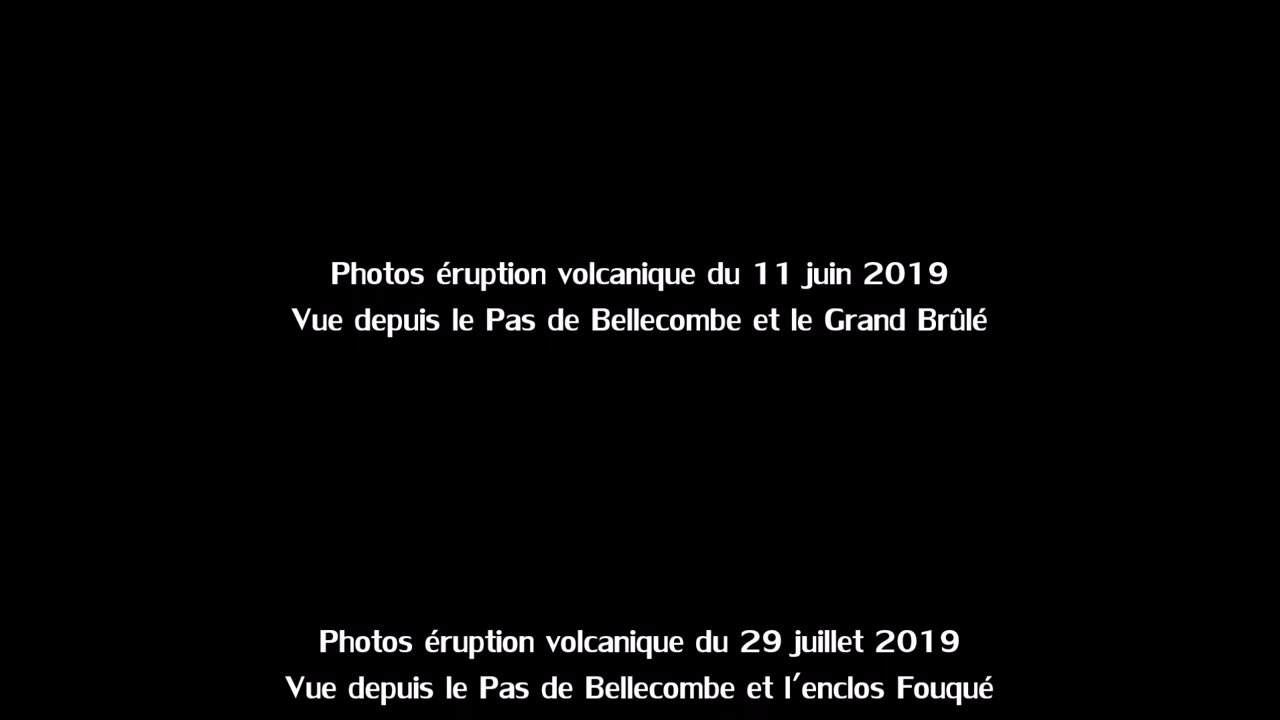 Photos éruption volcanique du 11 juin 2019
Vue depuis le Pas de Bellecombe et le Grand Brûlé
Photos éruption volcanique du 29 juillet 2019
Vue depuis le Pas de Bellecombe et l'enclos Fouqué